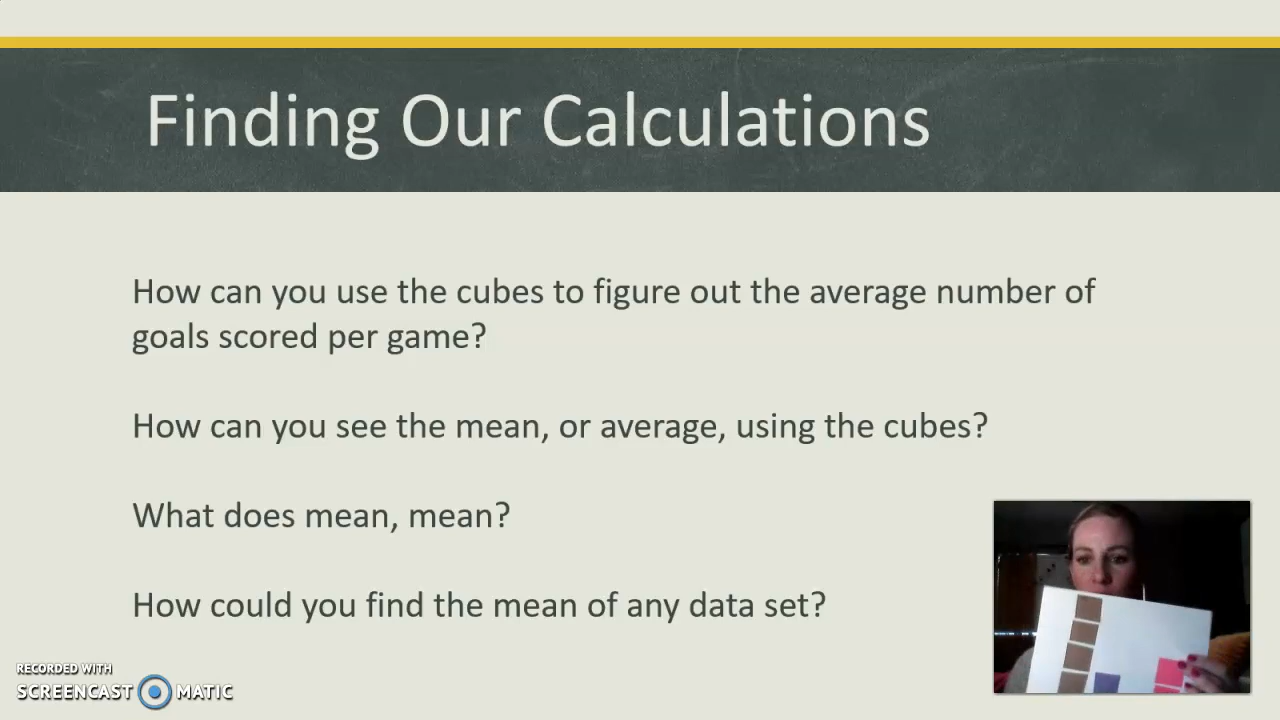 Finding Our Calculations
How can you use the cubes to figure out the average number of
goals scored per game?
How can you see the mean, or average, using the cubes?
What does mean, mean?
How could you find the mean of any data set?
RECORDED WITH
SCREENCAST MATIC